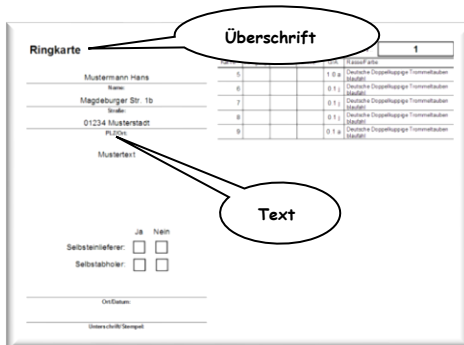 Überschrift
Ringkarte
1
Rasse/Farbe
Mustermann Hans
Name:
5 1 0 a Deutsche Doppelkuppige Trommeltauben
blaufahl
Magdeburger Str. 1b
Straße:
6 0 1 j Deutsche Doppelkuppige Trommeltauben
blaufahl
01234 Musterstadt
PLZ/Ort:
7 0 1 j Deutsche Doppelkuppige Trommeltauben
blaufahl
8 0 1 j Deutsche Doppelkuppige Trommeltauben
blaufahl
9 0 1 a Deutsche Doppelkuppige Trommeltauben
blaufahl
Mustertext
Text
Ja Nein
Selbsteinlieferer:
Selbstabholer:
Ort/Datum
Unterschrift/Stempel